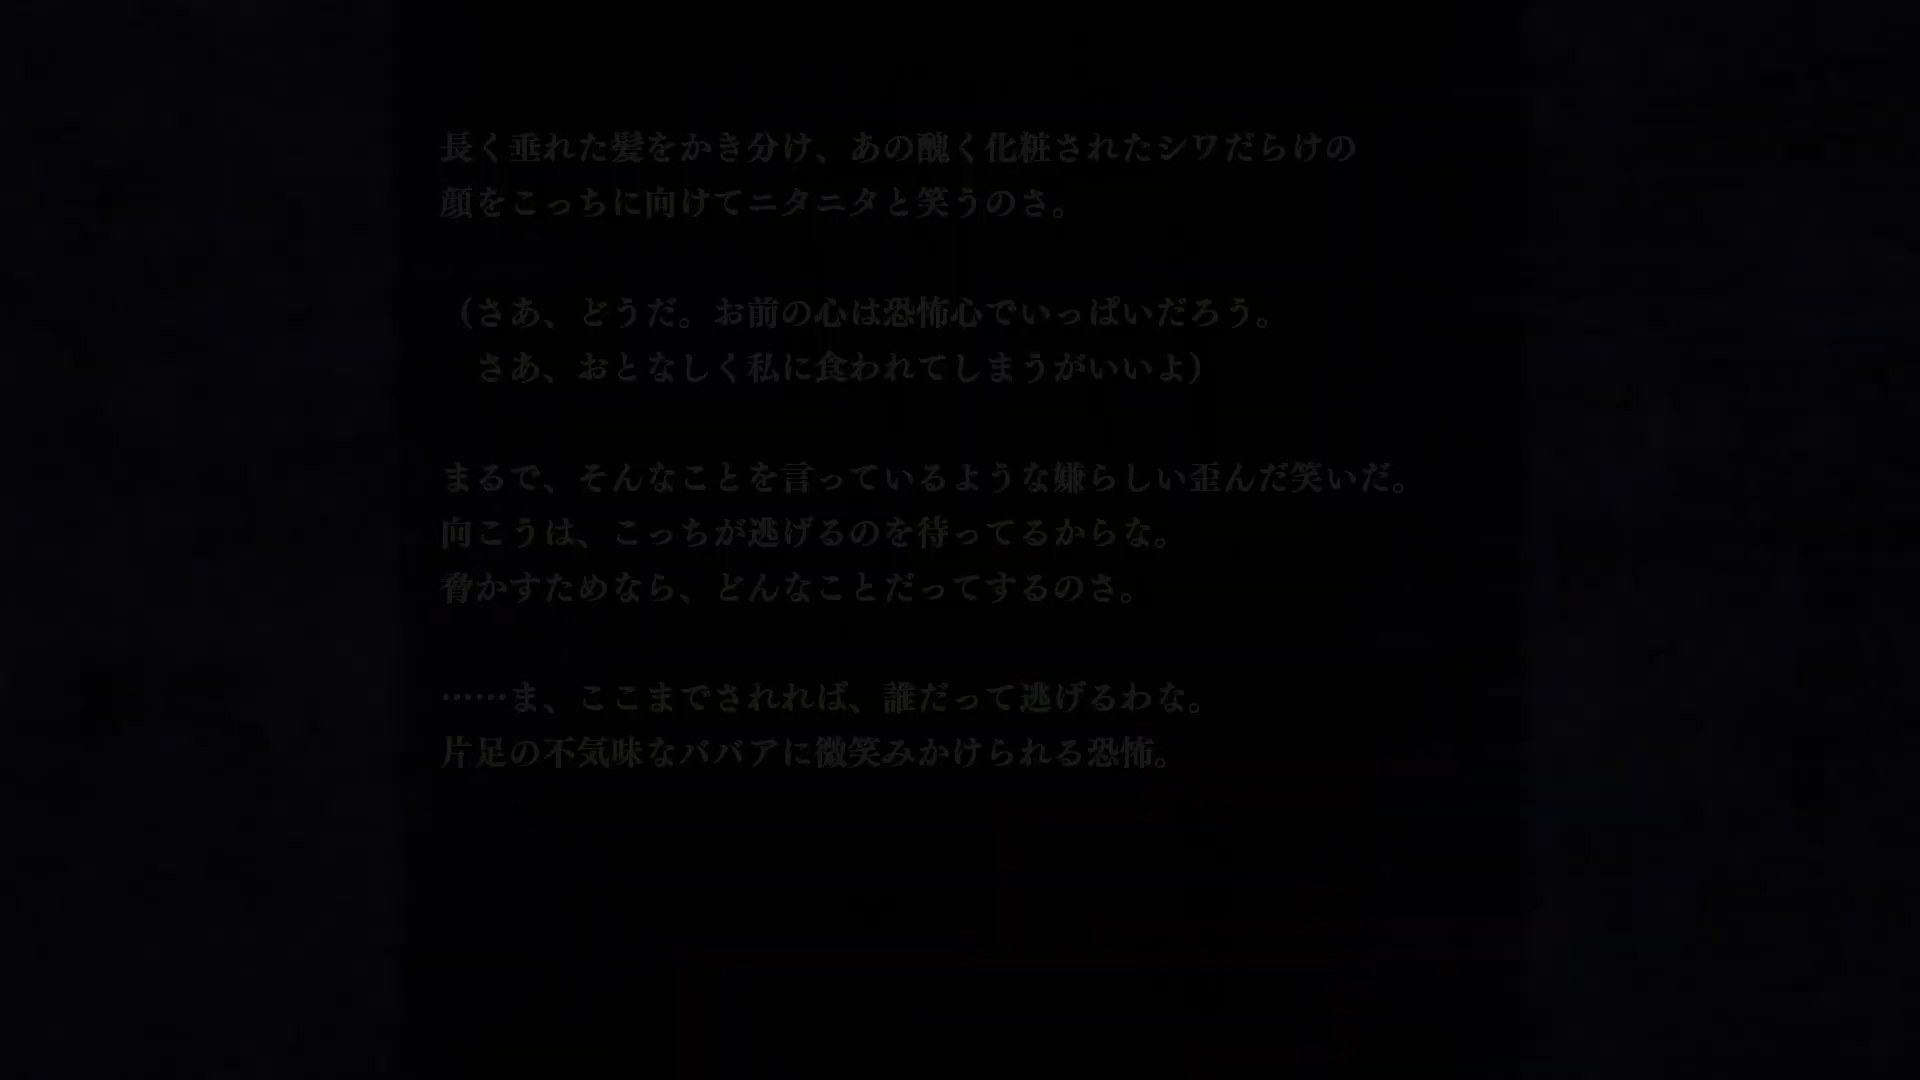 長く垂れた髪をかき分け、あの醜く化粧されたシワだらけの
顔をこっちに向けてニタニタと笑うのさ。
（さあ、どうだ。お前の心は恐怖心でいっぱいだろう。
さあ、おとなしく私に食われてしまうがいいよ）
まるで、そんなことを言っているような嫌らしい歪んだ笑いだ。
向こうは、こっちが逃げるのを待ってるからな。
脅かすためなら、どんなことだってするのさ。
……ま、ここまでされれば、誰だって逃げるわな。
片足の不気味なババアに微笑みかけられる恐怖。